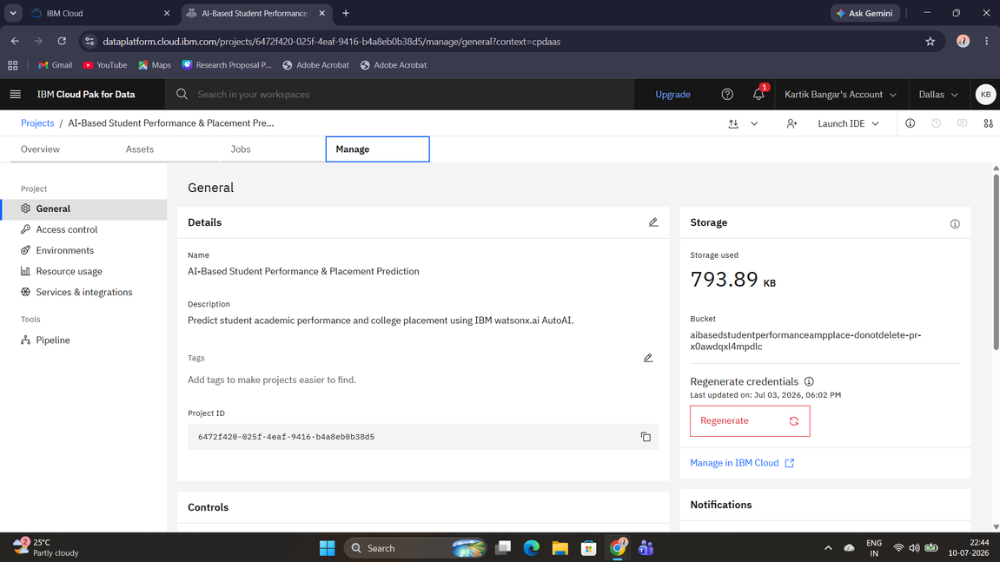 IBM Cloud
AI-Based Student Performance
Ask Gemini
dataplatform.cloud.ibm.com/projects/6472f420-025f-4eaf-9416-b4a8eb0b38d5/manage/general?context=cpdaas
Gmail
YouTube
Maps
Research Proposal P...
Adobe Acrobat
Adobe Acrobat
IBM Cloud Pak for Data
Search in your workspaces
Upgrade
1
Kartik Bangar's Account
Dallas
KB
Projects / AI-Based Student Performance & Placement Pre...
Launch IDE
Overview
Assets
Jobs
Manage
Project
General
Access control
Environments
Resource usage
Services & integrations
Tools
Pipeline
General
Details
Name
AI-Based Student Performance & Placement Prediction
Description
Predict student academic performance and college placement using IBM watsonx.ai AutoAI.
Tags
Add tags to make projects easier to find.
Project ID
6472f420-025f-4eaf-9416-b4a8eb0b38d5
Controls
Storage
Storage used
793.89 KB
Bucket
aibasedstudentperformanceampplace-donotdelete-pr-
x0awdqxl4mpdlc
Regenerate credentials
Last updated on: Jul 03, 2026, 06:02 PM
Regenerate
Manage in IBM Cloud
Notifications
2
25°C
Partly cloudy
Search
ENG
IN
22:44
10-07-2026